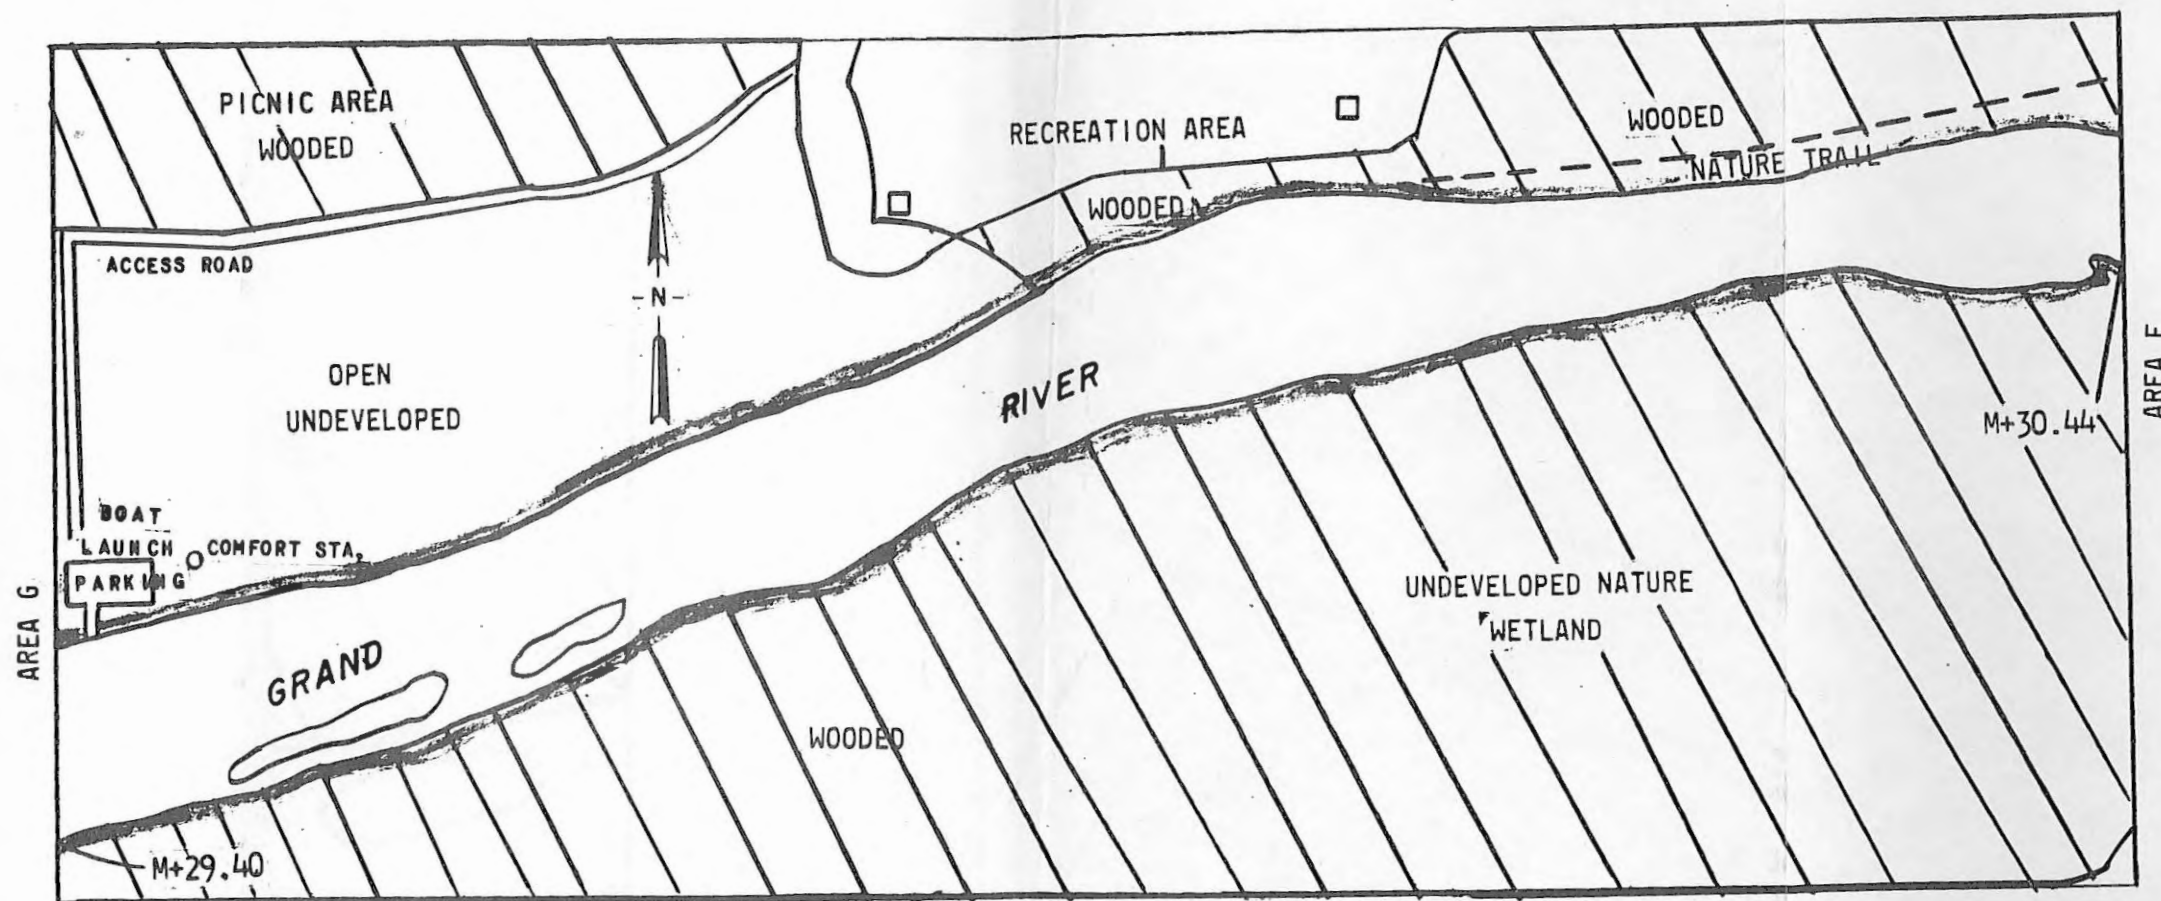 PICNIC AREA
WOODED
RECREATION AREA
WOODED
WOODED
NATURE TRAIL
ACCESS ROAD
-N-
OPEN
UNDEVELOPED
RIVER
M+30.44
BOAT
LAUNCH
COMFORT STA.
PARKING
UNDEVELOPED NATURE
WETLAND
GRAND
WOODED
M+29.40
AREA G
AREA